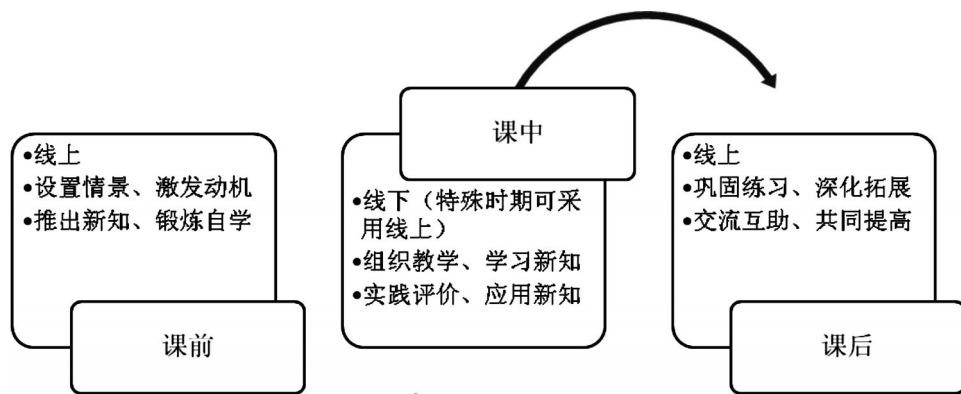 •线上
•设置情景、激发动机
•推出新知、锻炼自学
课前
课中
•线下（特殊时期可采
用线上）
•组织教学、学习新知
•实践评价、应用新知
•线上
•巩固练习、深化拓展
•交流互助、共同提高
课后